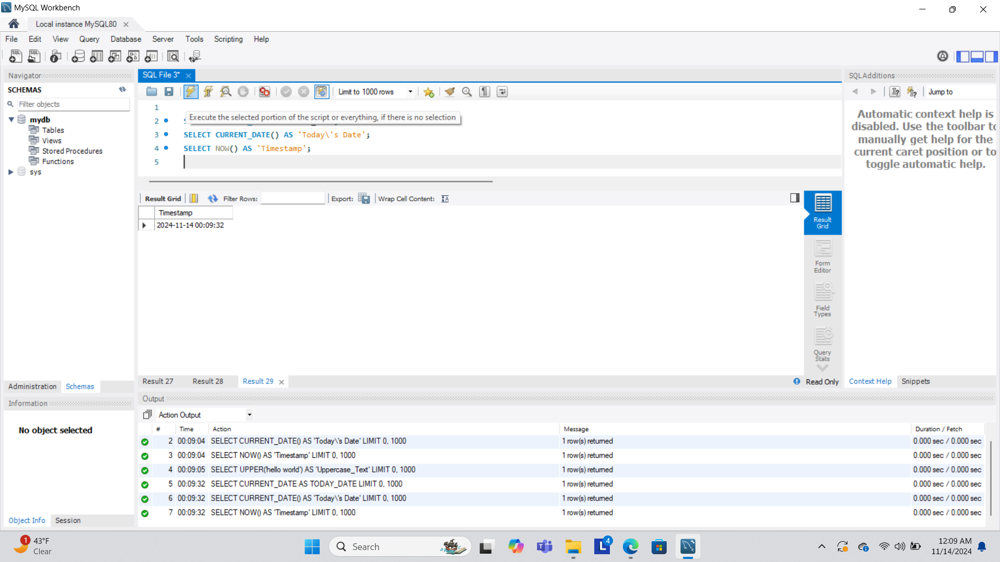 MySQL Workbench
Local instance MySQL80
File Edit View Query Database Server Tools Scripting Help
Navigator
SCHEMAS
Filter objects
mydb
Tables
Views
Stored Procedures
Functions
sys
Administration Schemas
Information
No object selected
Object Info Session
SQL File 3*
Limit to 1000 rows
1
2
Execute the selected portion of the script or everything, if there is no selection
3 SELECT CURRENT_DATE() AS 'Today\'s Date';
4 SELECT NOW() AS 'Timestamp';
5
Result Grid Filter Rows: Export: Wrap Cell Content:
Timestamp
2024-11-14 00:09:32
Result
Grid
Form
Editor
Field
Types
Query
Stats
Result 27 Result 28 Result 29 Read Only
SQLAdditions
Jump to
Automatic context help is
disabled. Use the toolbar to
manually get help for the
current caret position or to
toggle automatic help.
Context Help Snippets
Output
Action Output
# Time Action Message Duration / Fetch
2 00:09:04 SELECT CURRENT_DATE() AS 'Today\'s Date' LIMIT 0, 1000 1 row(s) returned 0.000 sec / 0.000 sec
3 00:09:04 SELECT NOW() AS 'Timestamp' LIMIT 0, 1000 1 row(s) returned 0.000 sec / 0.000 sec
4 00:09:05 SELECT UPPER('hello world') AS 'Uppercase_Text' LIMIT 0, 1000 1 row(s) returned 0.000 sec / 0.000 sec
5 00:09:32 SELECT CURRENT_DATE AS TODAY_DATE LIMIT 0, 1000 1 row(s) returned 0.000 sec / 0.000 sec
6 00:09:32 SELECT CURRENT_DATE() AS 'Today\'s Date' LIMIT 0, 1000 1 row(s) returned 0.000 sec / 0.000 sec
7 00:09:32 SELECT NOW() AS 'Timestamp' LIMIT 0, 1000 1 row(s) returned 0.000 sec / 0.000 sec
1
43°F
Clear
Search
4
12:09 AM
11/14/2024